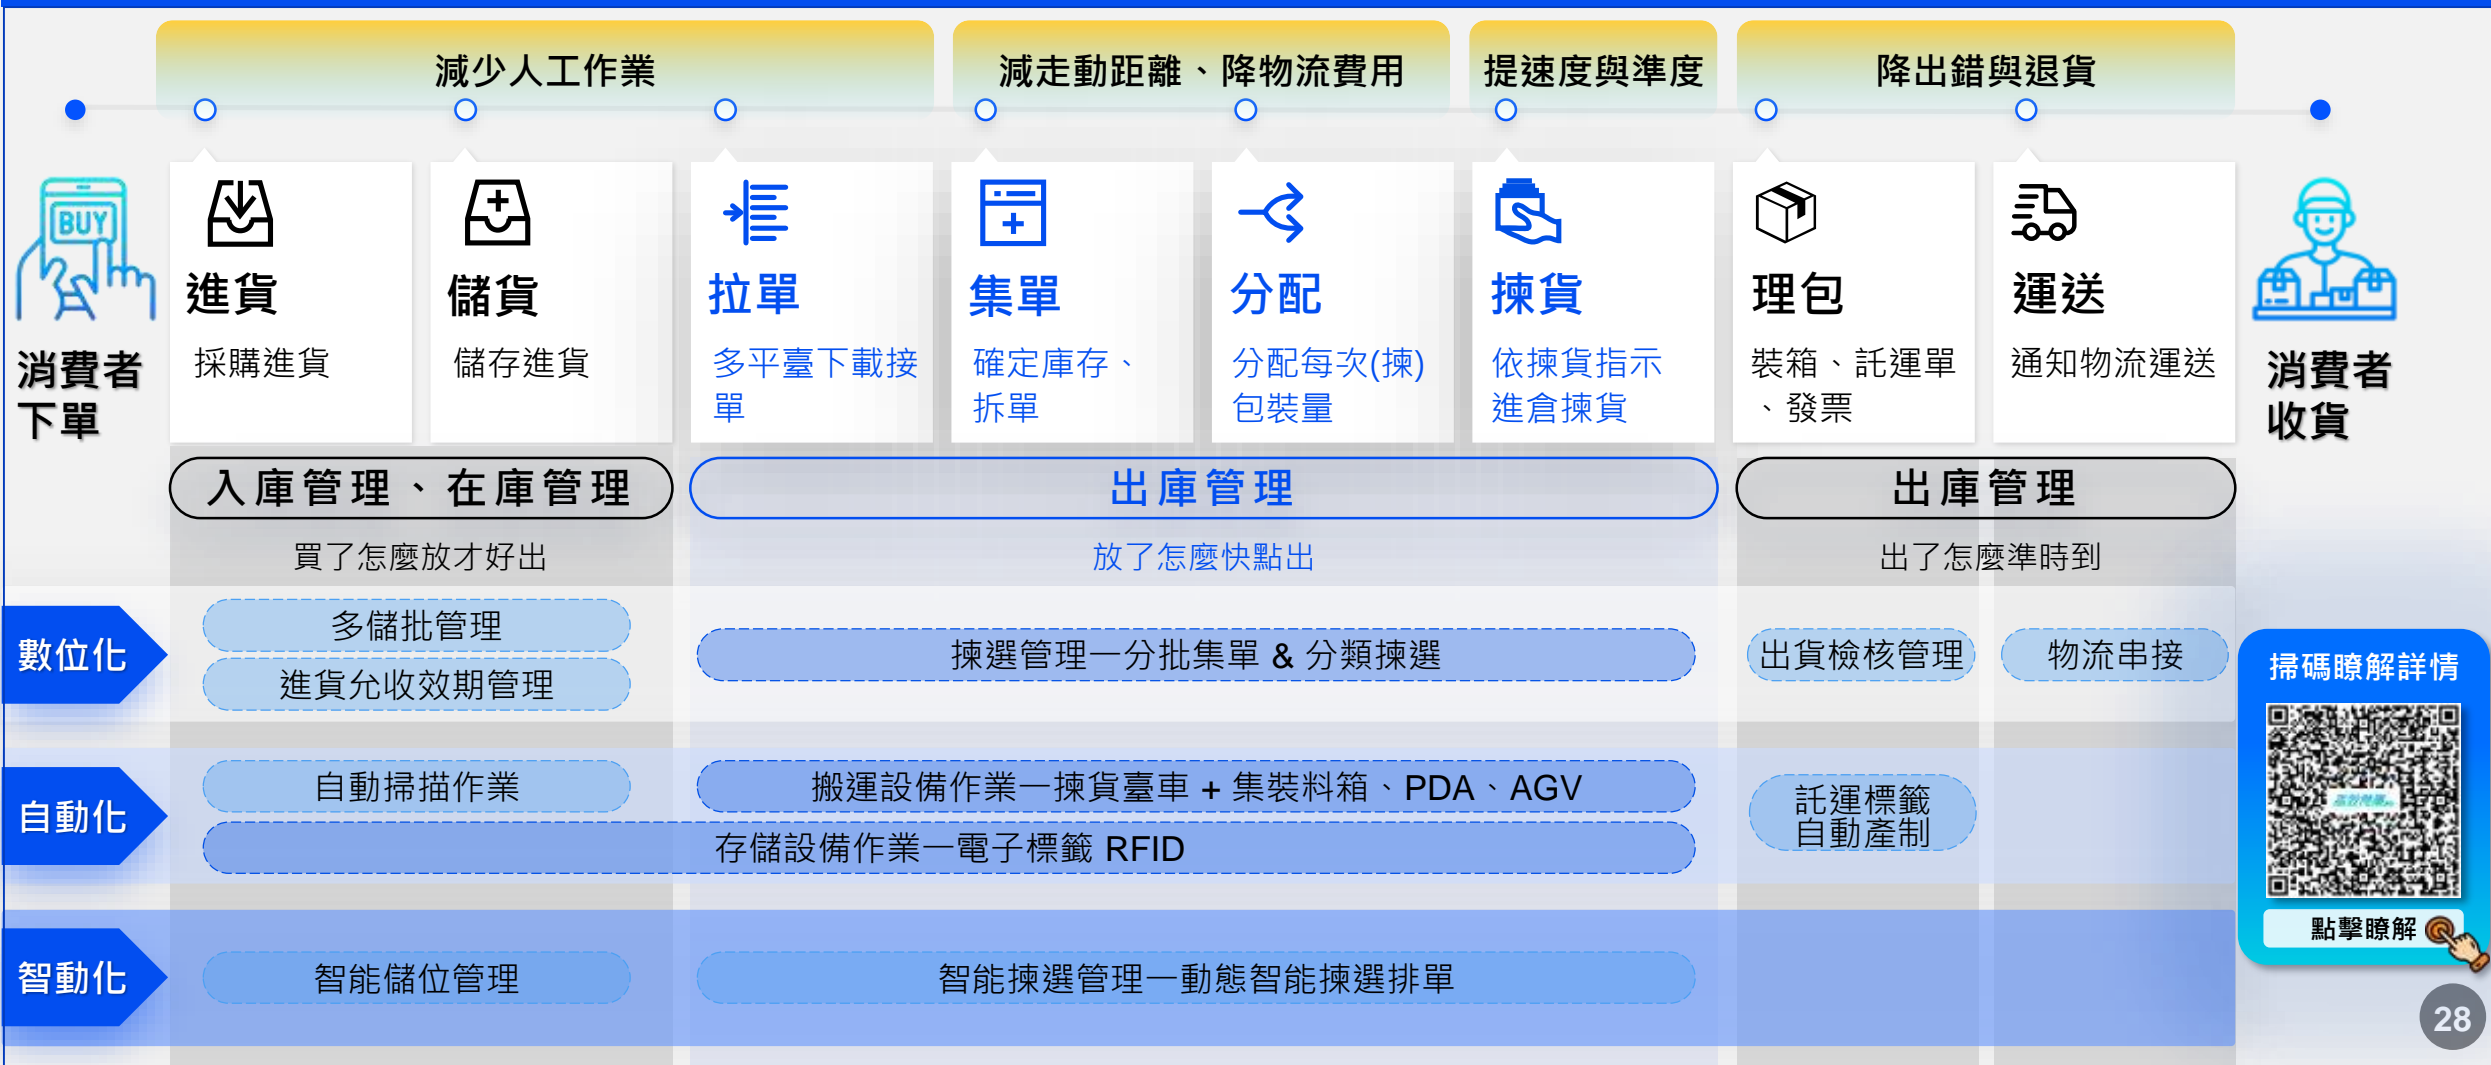 減少人工作業
減走動距離、降物流費用
提速度與準度
降出錯與退貨
BUY
消費者
下單
進貨
採購進貨
儲貨
儲存進貨
拉單
多平臺下載接
單
集單
確定庫存、
拆單
分配
分配每次(揀)
包裝量
揀貨
依揀貨指示
進倉揀貨
理包
裝箱、託運單
、發票
運送
通知物流運送
消費者
收貨
入庫管理、在庫管理
出庫管理
出庫管理
買了怎麼放才好出
放了怎麼快點出
出了怎麼準時到
數位化
多儲批管理
進貨允收效期管理
揀選管理—分批集單 & 分類揀選
出貨檢核管理
物流串接
自動化
自動掃描作業
搬運設備作業—揀貨臺車 + 集裝料箱、PDA、AGV
存儲設備作業—電子標籤 RFID
託運標籤
自動產制
智動化
智能儲位管理
智能揀選管理—動態智能揀選排單
掃碼瞭解詳情
點擊瞭解
28